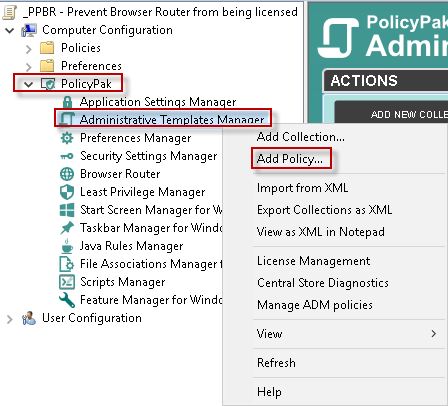 _PPBR - Prevent Browser Router from being licensed
Computer Configuration
Policies
Preferences
PolicyPak
Application Settings Manager
Administrative Templates Manager
Preferences Manager
Security Settings Manager
Browser Router
Least Privilege Manager
Start Screen Manager for Wind
Taskbar Manager for Windo
Java Rules Manager
File Associations Manager f
Scripts Manager
Feature Manager for Windo
User Configuration
PolicyPak
Admin
ACTIONS
ADD NEW COLLE
Add Collection...
Add Policy...
Import from XML
Export Collections as XML
View as XML in Notepad
License Management
Central Store Diagnostics
Manage ADM policies
View
Refresh
Help